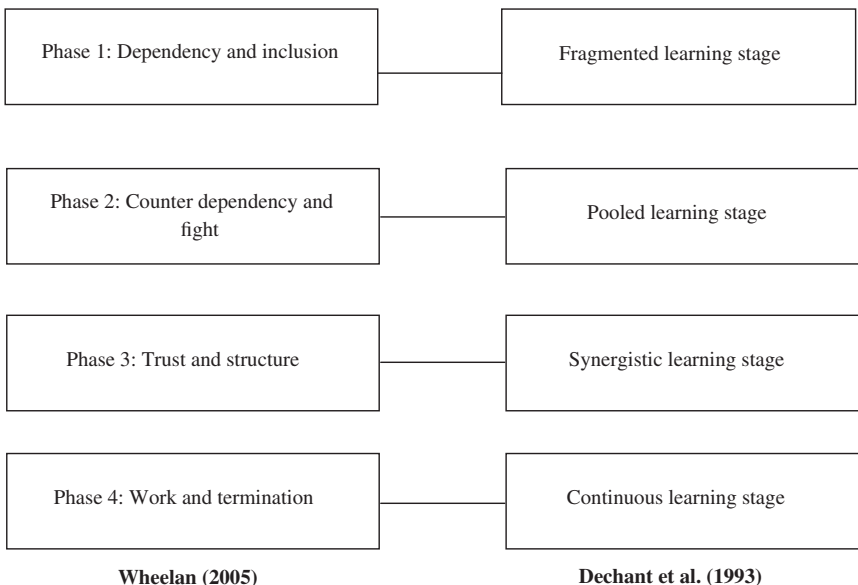 Phase 1: Dependency and inclusion
Fragmented learning stage
Phase 2: Counter dependency and
fight
Pooled learning stage
Phase 3: Trust and structure
Synergistic learning stage
Phase 4: Work and termination
Continuous learning stage
Wheelan (2005)
Dechant et al. (1993)